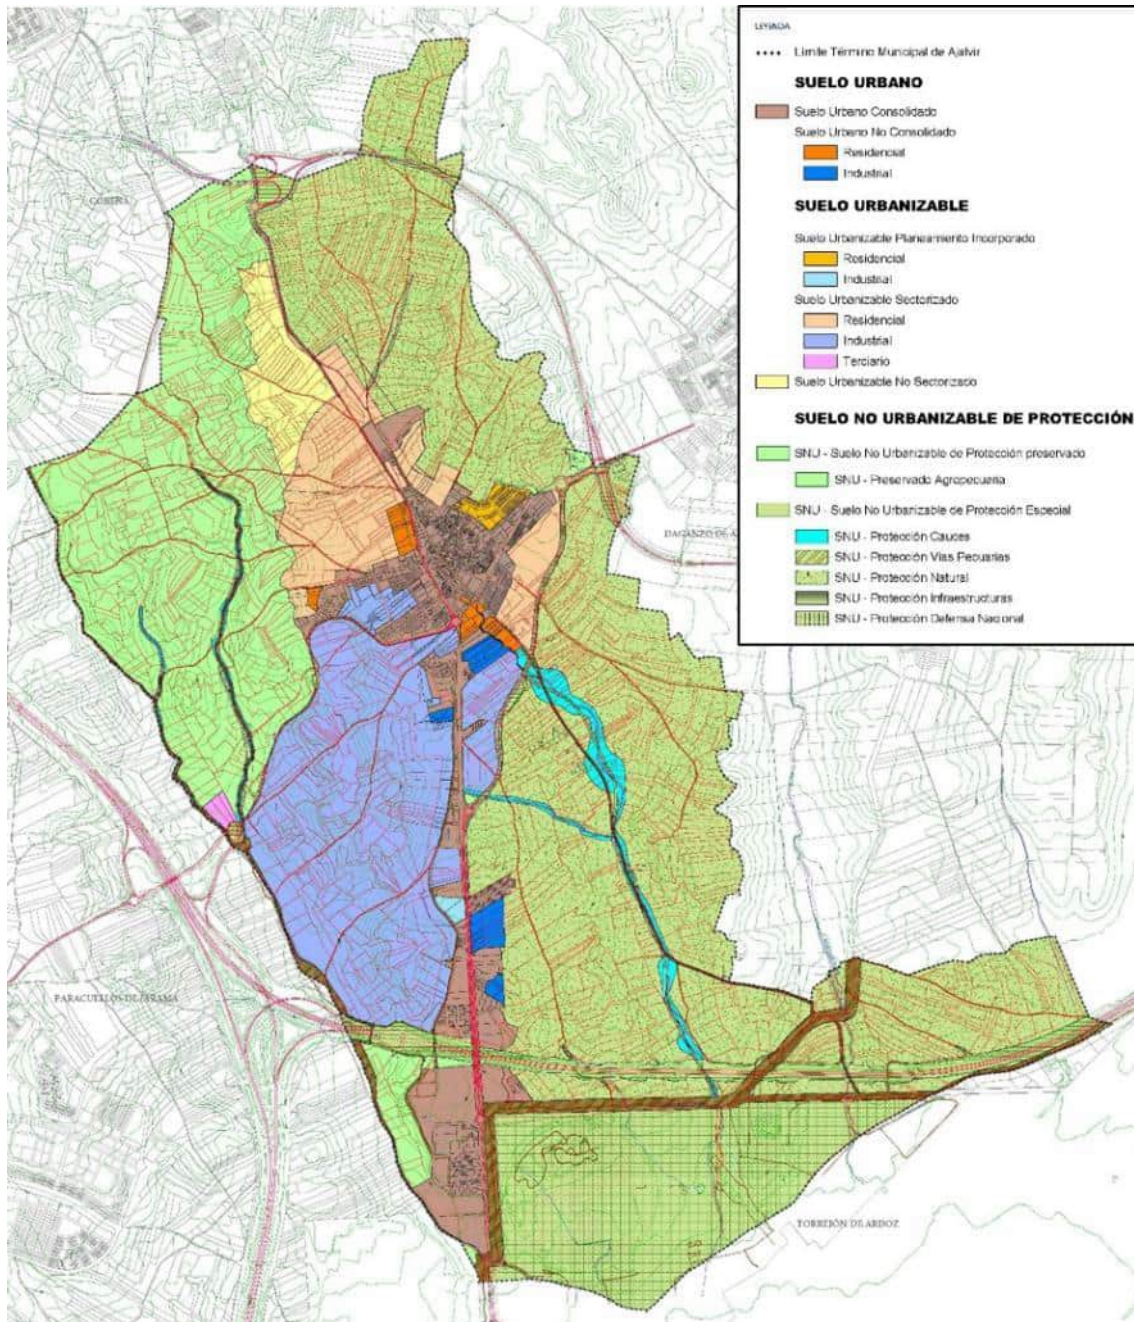 LEYENDA
Límite Término Municipal de Ajalvir
SUELO URBANO
Suelo Urbano Consolidado
Suelo Urbano No Consolidado
Residencial
Industrial
SUELO URBANIZABLE
Suelo Urbanizable Planeamiento Incorporado
Residencial
Industrial
Suelo Urbanizable Sectorizado
Residencial
Industrial
Terciario
Suelo Urbanizable No Sectorizado
SUELO NO URBANIZABLE DE PROTECCIÓN
SNU - Suelo No Urbanizable de Protección preservado
SNU - Preservado Agropecuaria
SNU - Suelo No Urbanizable de Protección Especial
SNU - Protección Cauces
SNU - Protección Vías Pecuarias
SNU - Protección Natural
SNU - Protección Infraestructuras
SNU - Protección Defensa Nacional
COBEÑA
DAGANZO DE A
PARACUELLOS DE JARAMA
TORREJÓN DE ARDOZ